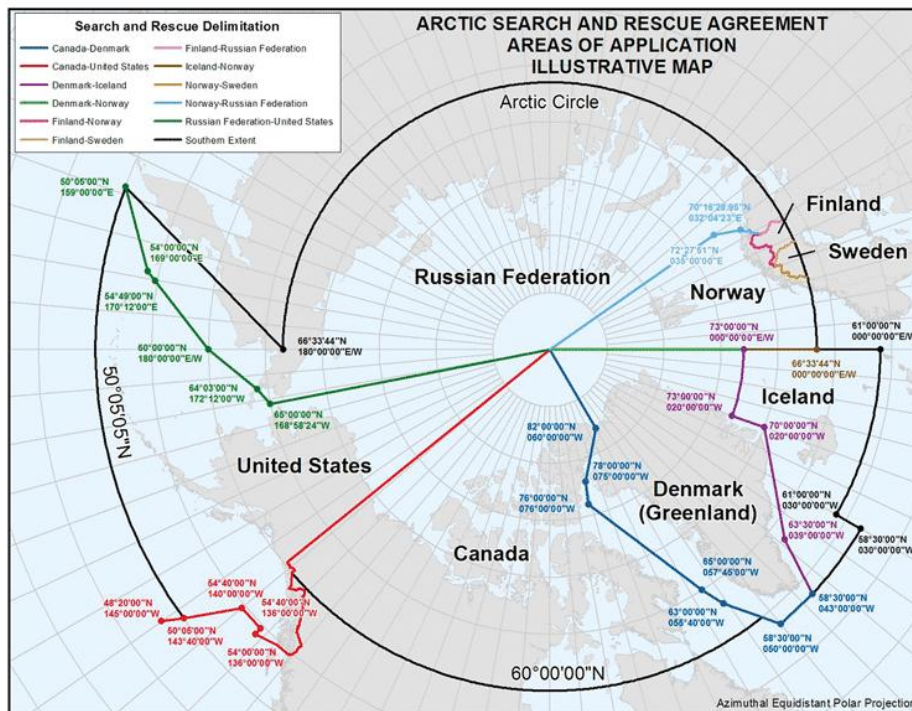 ARCTIC SEARCH AND RESCUE AGREEMENT
AREAS OF APPLICATION
ILLUSTRATIVE MAP
Search and Rescue Delimitation
Canada-Denmark
Canada-United States
Denmark-Iceland
Denmark-Norway
Finland-Norway
Finland-Sweden
Finland-Russian Federation
Iceland-Norway
Norway-Sweden
Norway-Russian Federation
Russian Federation-United States
Southern Extent
Arctic Circle
50°05'00"N
159°00'00"E
54°00'00"N
169°00'00"E
54°49'00"N
170°12'00"E
60°00'00"N
180°00'00"E/W
64°03'00"N
172°12'00"W
65°00'00"N
168°58'24"W
66°33'44"N
180°00'00"E/W
50°05'05"N
Russian Federation
70°16'28.95"N
032°04'23"E
72°27'51"N
035°00'00"E
Finland
Sweden
Norway
73°00'00"N
000°00'00"E/W
61°00'00"N
000°00'00"E/W
66°33'44"N
000°00'00"E/W
Iceland
73°00'00"N
020°00'00"W
70°00'00"N
020°00'00"W
82°00'00"N
060°00'00"W
78°00'00"N
075°00'00"W
76°00'00"N
076°00'00"W
Denmark
(Greenland)
61°00'00"N
030°00'00"W
58°30'00"N
030°00'00"W
63°30'00"N
039°00'00"W
United States
Canada
65°00'00"N
057°45'00"W
63°00'00"N
055°40'00"W
58°30'00"N
043°00'00"W
58°30'00"N
050°00'00"W
48°20'00"N
145°00'00"W
50°05'00"N
143°40'00"W
54°40'00"N
140°00'00"W
54°40'00"N
136°00'00"W
54°00'00"N
136°00'00"W
60°00'00"N
Azimuthal Equidistant Polar Projection